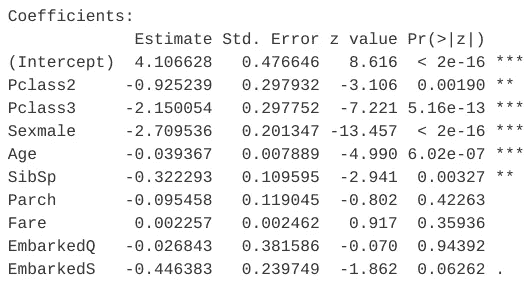 Coefficients:
             Estimate Std. Error z value Pr(>|z|)
(Intercept)  4.106628   0.476646   8.616  < 2e-16 ***
Pclass2     -0.925239   0.297932  -3.106  0.00190 **
Pclass3     -2.150054   0.297752  -7.221 5.16e-13 ***
Sexmale     -2.709536   0.201347 -13.457  < 2e-16 ***
Age         -0.039367   0.007889  -4.990 6.02e-07 ***
SibSp       -0.322293   0.109595  -2.941  0.00327 **
Parch       -0.095458   0.119045  -0.802  0.42263
Fare         0.002257   0.002462   0.917  0.35936
EmbarkedQ   -0.026843   0.381586  -0.070  0.94392
EmbarkedS   -0.446383   0.239749  -1.862  0.06262 .